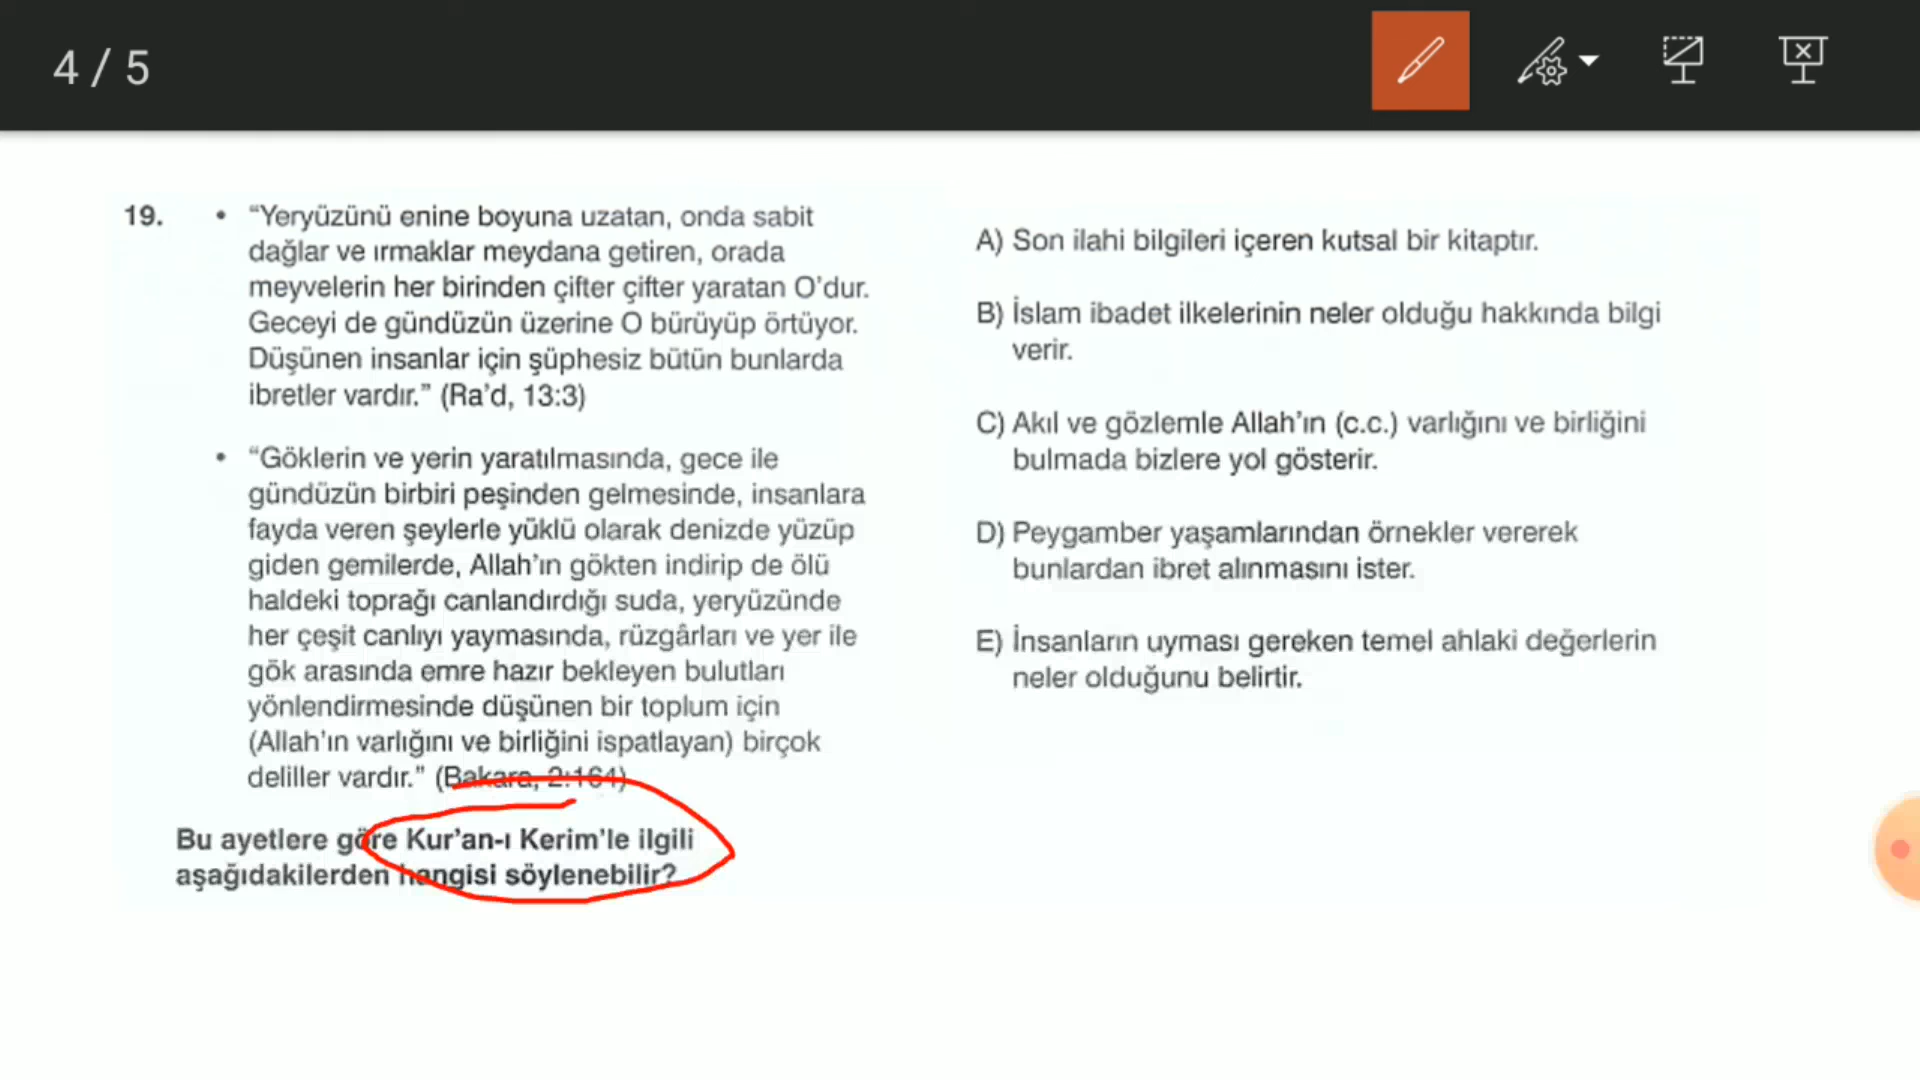 4 / 5
19.
• “Yeryüzünü enine boyuna uzatan, onda sabit
dağlar ve ırmaklar meydana getiren, orada
meyvelerin her birinden çifter çifter yaratan O’dur.
Geceyi de gündüzün üzerine O bürüyüp örtüyor.
Düşünen insanlar için şüphesiz bütün bunlarda
ibretler vardır.” (Ra’d, 13:3)
• “Göklerin ve yerin yaratılmasında, gece ile
gündüzün birbiri peşinden gelmesinde, insanlara
fayda veren şeylerle yüklü olarak denizde yüzüp
giden gemilerde, Allah’ın gökten indirip de ölü
haldeki toprağı canlandırdığı suda, yeryüzünde
her çeşit canlıyı yaymasında, rüzgârları ve yer ile
gök arasında emre hazır bekleyen bulutları
yönlendirmesinde düşünen bir toplum için
(Allah’ın varlığını ve birliğini ispatlayan) birçok
deliller vardır.” (Bakara, 2:164)
Bu ayetlere göre Kur’an-ı Kerim’le ilgili
aşağıdakilerden hangisi söylenebilir?
A) Son ilahi bilgileri içeren kutsal bir kitaptır.
B) İslam ibadet ilkelerinin neler olduğu hakkında bilgi
verir.
C) Akıl ve gözlemle Allah’ın (c.c.) varlığını ve birliğini
bulmada bizlere yol gösterir.
D) Peygamber yaşamlarından örnekler vererek
bunlardan ibret alınmasını ister.
E) İnsanların uyması gereken temel ahlaki değerlerin
neler olduğunu belirtir.